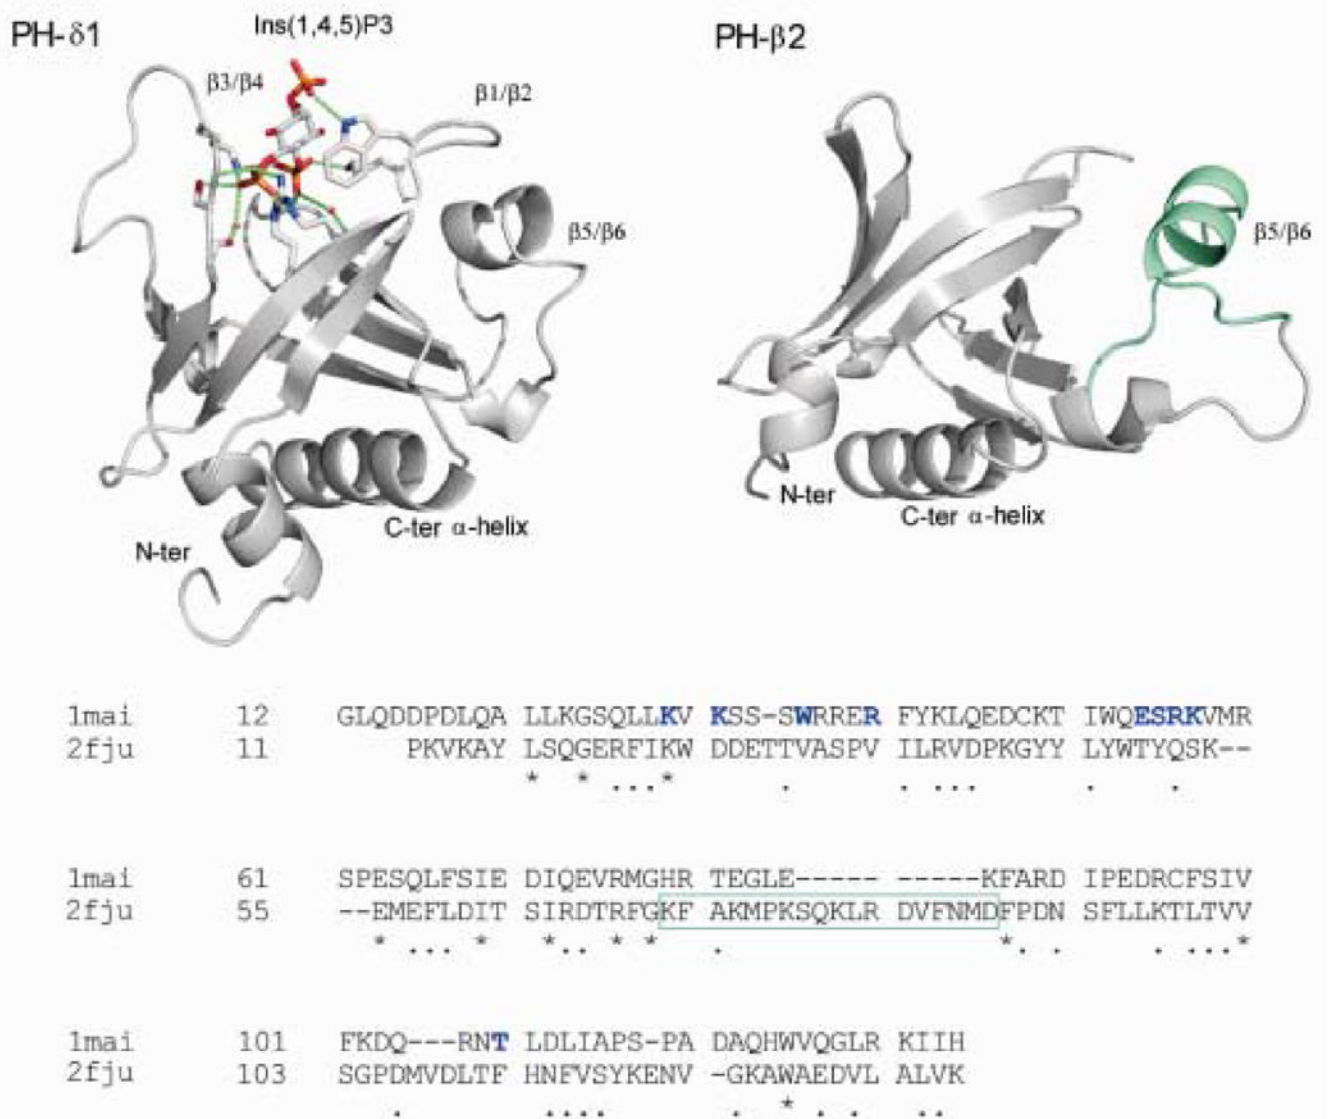 PH-δ1
Ins(1,4,5)P3
PH-β2
β3/β4
β1/β2
β5/β6
β5/β6
N-ter
C-ter α-helix
N-ter
C-ter α-helix
1mai 12 GLQDDPDLQA LLKGSQLLKV KSS-SWRRER FYKLQEDCKT IWQESRKVMR
2fju 11 PKVKAY LSQGERFIKW DDETTVASPV ILRVDPKGYY LYWTYQSK--
* * ...* . . ... . .
1mai 61 SPESQLFSIE DIQEVRMGHR TEGLE----- -----KFARD IPEDRCFSIV
2fju 55 --EMEFLDIT SIRDTRFGKF AKMPKSQKLR DVFNMDFPDN SFLLKTLTVV
* ... * *.. * * . *. . . ...*
1mai 101 FKDQ---RNT LDLIAPS-PA DAQHWVQGLR KIIH
2fju 103 SGPDMVDLTF HNFVSYKENV -GKAWAEDVL ALVK
. .... . * . . ..